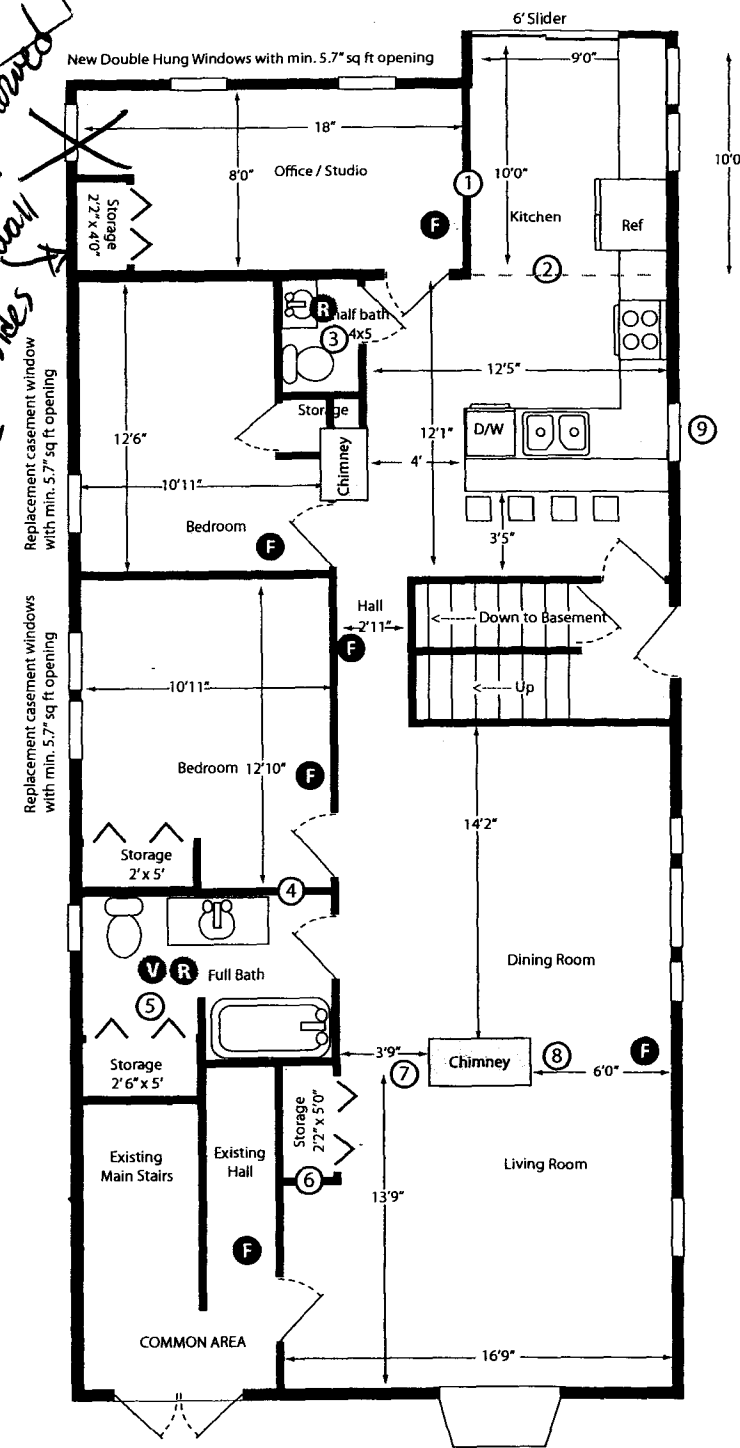 6' Slider
New Double Hung Windows with min. 5.7" sq ft opening
9'0"
18"
10'0"
8'0"
Office / Studio
1
Storage
2'2" x 4'0"
F
Kitchen
Ref
2
R
half bath
4x5
3
12'5"
Storage
12'6"
12'1"
D/W
9
Chimney
4'
10'11"
Replacement casement window
with min. 5.7" sq ft opening
Bedroom
F
3'5"
Hall
2'11"
Down to Basement
F
Up
Replacement casement windows
with min. 5.7" sq ft opening
10'11"
Bedroom
12'10"
F
14'2"
Storage
2' x 5'
4
V
R
Full Bath
5
Dining Room
Storage
2'6" x 5'
3'9"
7
Chimney
8
F
6'0"
Storage
2'2" x 5'0"
Existing
Main Stairs
Existing
Hall
6
Living Room
13'9"
F
COMMON AREA
16'9"